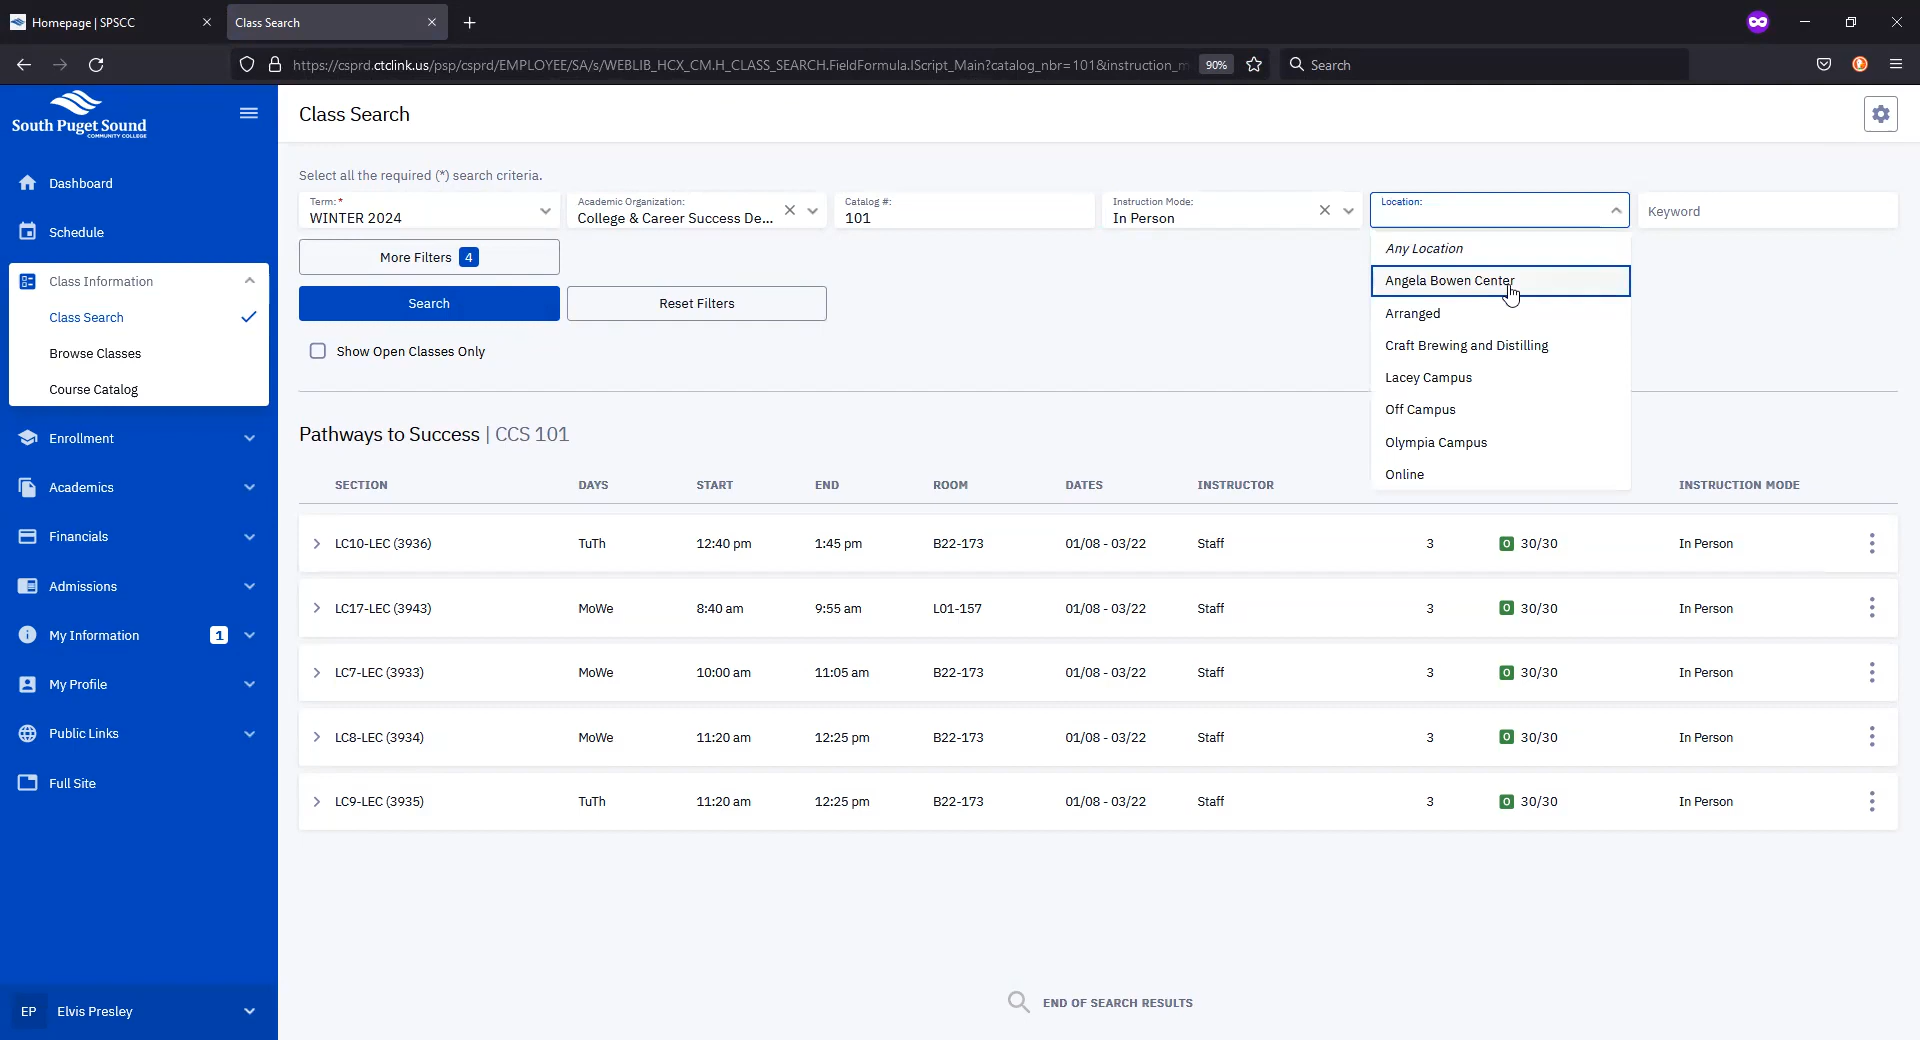 Homepage | SPSCC
Class Search
https://csprd.ctclink.us/psp/csprd/EMPLOYEE/SA/s/WEBLIB_HCX_CM.H_CLASS_SEARCH.FieldFormula.IScript_Main?catalog_nbr=101&instruction_m
90%
Search
South Puget Sound
COMMUNITY COLLEGE
Dashboard
Schedule
Class Information
Class Search
Browse Classes
Course Catalog
Enrollment
Academics
Financials
Admissions
My Information 1
My Profile
Public Links
Full Site
EP Elvis Presley
Class Search
Select all the required (*) search criteria.
Term: *
WINTER 2024
Academic Organization:
College & Career Success De...
Catalog #:
101
Instruction Mode:
In Person
Location:
Keyword
Any Location
Angela Bowen Center
Arranged
Craft Brewing and Distilling
Lacey Campus
Off Campus
Olympia Campus
Online
More Filters 4
Search
Reset Filters
Show Open Classes Only
Pathways to Success | CCS 101
SECTION DAYS START END ROOM DATES INSTRUCTOR INSTRUCTION MODE
LC10-LEC (3936) TuTh 12:40 pm 1:45 pm B22-173 01/08 - 03/22 Staff 3 O 30/30 In Person
LC17-LEC (3943) MoWe 8:40 am 9:55 am L01-157 01/08 - 03/22 Staff 3 O 30/30 In Person
LC7-LEC (3933) MoWe 10:00 am 11:05 am B22-173 01/08 - 03/22 Staff 3 O 30/30 In Person
LC8-LEC (3934) MoWe 11:20 am 12:25 pm B22-173 01/08 - 03/22 Staff 3 O 30/30 In Person
LC9-LEC (3935) TuTh 11:20 am 12:25 pm B22-173 01/08 - 03/22 Staff 3 O 30/30 In Person
END OF SEARCH RESULTS